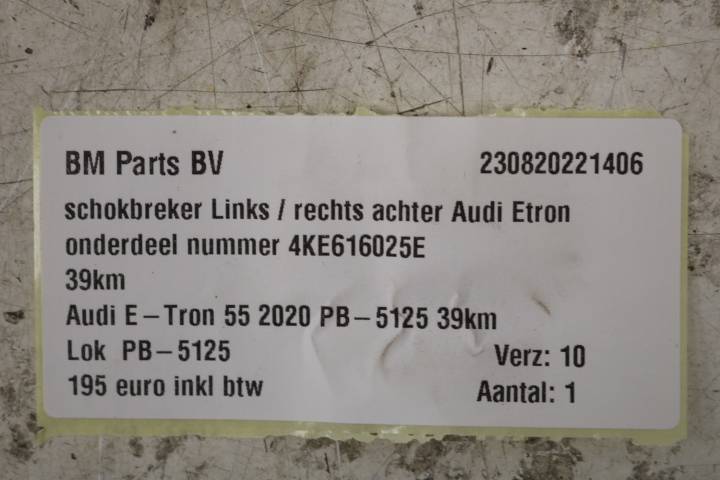 BM Parts BV 230820221406
schokbreker Links / rechts achter Audi Etron
onderdeel nummer 4KE616025E
39km
Audi E-Tron 55 2020 PB-5125 39km
Lok PB-5125 Verz: 10
195 euro inkl btw Aantal: 1